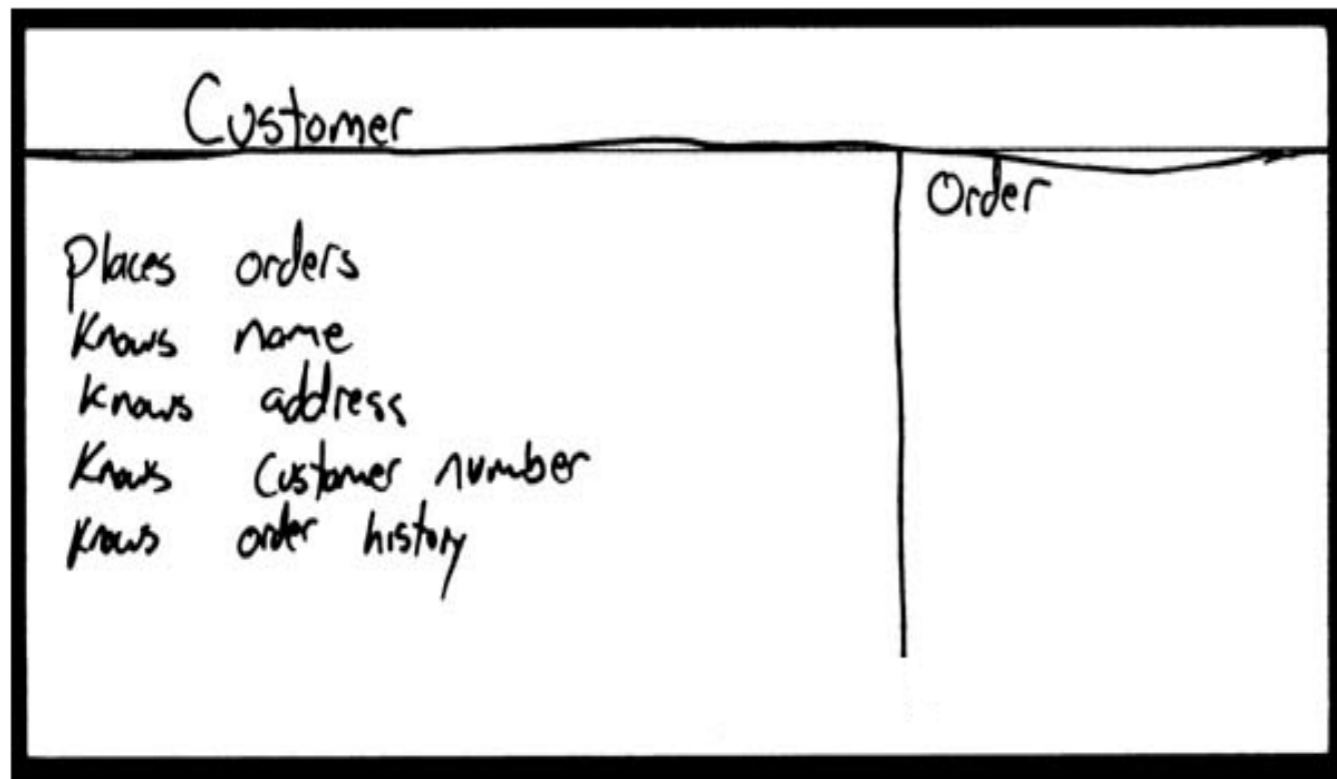 Customer
Order
Places orders
Knows name
Knows address
Knows Customer number
Knows order history